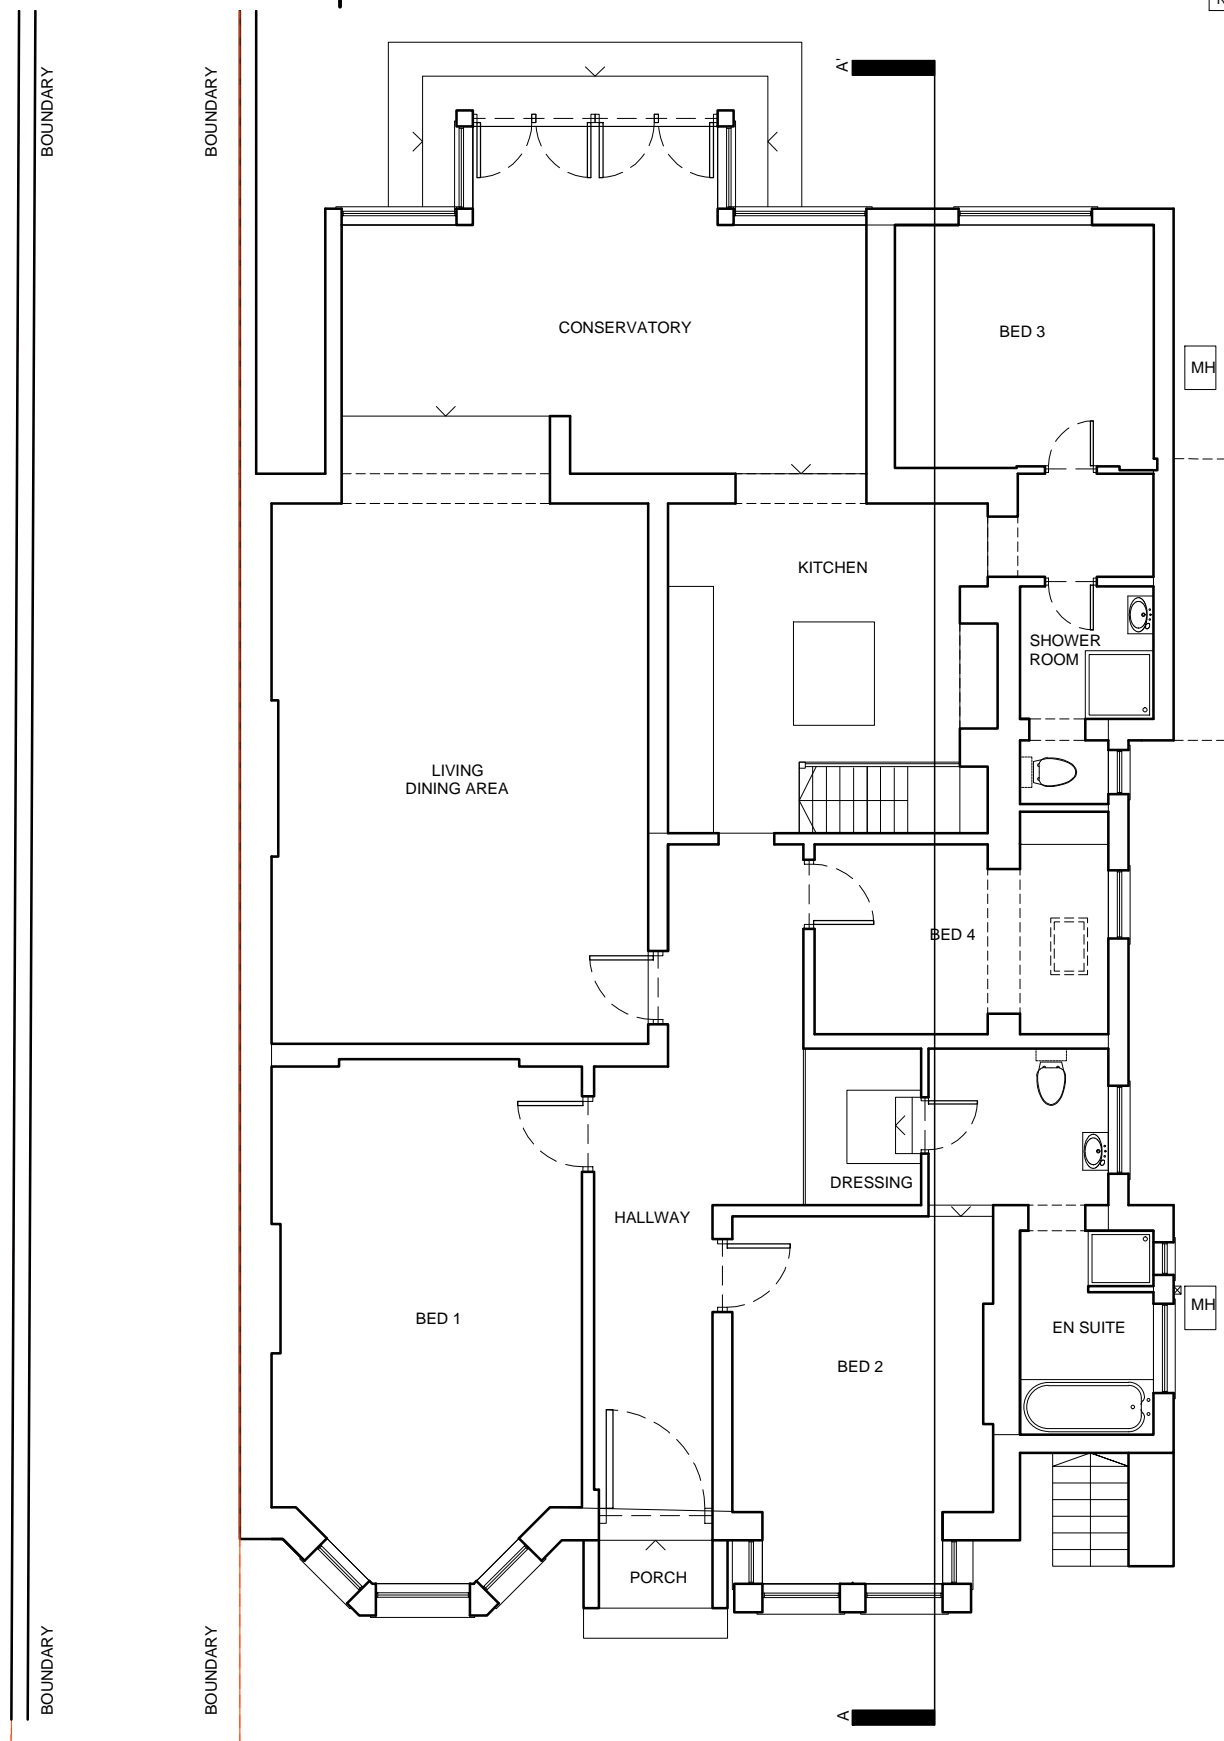 BOUNDARY
BOUNDARY
A'
CONSERVATORY
BED 3
MH
KITCHEN
SHOWER
ROOM
LIVING
DINING AREA
BED 4
DRESSING
HALLWAY
BED 1
EN SUITE
MH
BED 2
PORCH
BOUNDARY
BOUNDARY
A